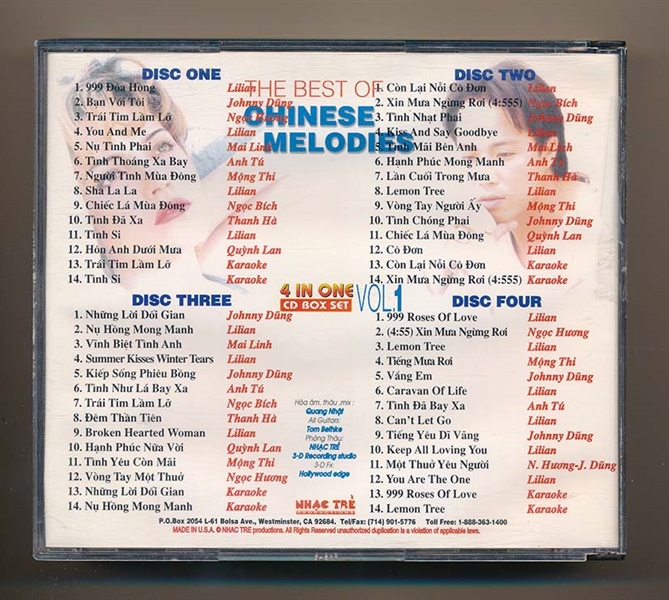 THE BEST OF
CHINESE
MELODIES
DISC ONE
1. 999 Đóa Hồng Lilian
2. Bạn Với Tôi Johnny Dũng
3. Trái Tim Lầm Lỡ Ngọc Hương
4. You And Me Lilian
5. Nụ Tình Phai Mai Linh
6. Tình Thoáng Xa Bay Anh Tú
7. Người Tình Mùa Đông Mộng Thi
8. Sha La La Lilian
9. Chiếc Lá Mùa Đông Ngọc Bích
10. Tình Đã Xa Thanh Hà
11. Tình Si Lilian
12. Hôn Anh Dưới Mưa Quỳnh Lan
13. Trái Tim Lầm Lỡ Karaoke
14. Tình Si Karaoke
DISC TWO
1. Còn Lại Nỗi Cô Đơn Lilian
2. Xin Mưa Ngừng Rơi (4:555) Ngọc Bích
3. Tình Nhạt Phai Johnny Dũng
4. Kiss And Say Goodbye Lilian
5. Tình Mãi Bên Anh Mai Linh
6. Hạnh Phúc Mong Manh Anh Tú
7. Lần Cuối Trong Mưa Thanh Hà
8. Lemon Tree Lilian
9. Vòng Tay Người Ấy Mộng Thi
10. Tình Chóng Phai Johnny Dũng
11. Chiếc Lá Mùa Đông Quỳnh Lan
12. Cô Đơn Lilian
13. Còn Lại Nỗi Cô Đơn Karaoke
14. Xin Mưa Ngừng Rơi (4:555) Karaoke
4 IN ONE
CD BOX SET
VOL.1
DISC THREE
1. Những Lời Dối Gian Johnny Dũng
2. Nụ Hồng Mong Manh Lilian
3. Vĩnh Biệt Tình Anh Mai Linh
4. Summer Kisses Winter Tears Lilian
5. Kiếp Sống Phiêu Bồng Johnny Dũng
6. Tình Như Lá Bay Xa Anh Tú
7. Trái Tim Lầm Lỡ Ngọc Bích
8. Đêm Thần Tiên Thanh Hà
9. Broken Hearted Woman Lilian
10. Hạnh Phúc Nữa Vời Quỳnh Lan
11. Tình Yêu Còn Mãi Mộng Thi
12. Vòng Tay Một Thuở Ngọc Hương
13. Những Lời Dối Gian Karaoke
14. Nụ Hồng Mong Manh Karaoke
Hòa âm, thâu ,mix :
Quang Nhật
All Guitars:
Tom Bethke
Phòng Thâu:
NHẠC TRẺ
3-D Recording studio
3-D Fx:
Hollywood edge
NHẠC TRẺ
PRODUCTIONS
DISC FOUR
1. 999 Roses Of Love Lilian
2. (4:55) Xin Mưa Ngừng Rơi Ngọc Hương
3. Lemon Tree Lilian
4. Tiếng Mưa Rơi Mộng Thi
5. Vắng Em Johnny Dũng
6. Caravan Of Life Lilian
7. Tình Đã Bay Xa Anh Tú
8. Can't Let Go Lilian
9. Tiếng Yêu Dĩ Vãng Johnny Dũng
10. Keep All Loving You Lilian
11. Một Thuở Yêu Người N. Hương-J. Dũng
12. You Are The One Lilian
13. 999 Roses Of Love Karaoke
14. Lemon Tree Karaoke
P.O.Box 2054 L-61 Bolsa Ave., Westminster, CA 92684. Tel/Fax: (714) 901-5776 Toll Free: 1-888-363-1400
MADE IN U.S.A. © NHAC TRE productions. All Rights Reserved unauthorized duplication is a violation of applicable laws.